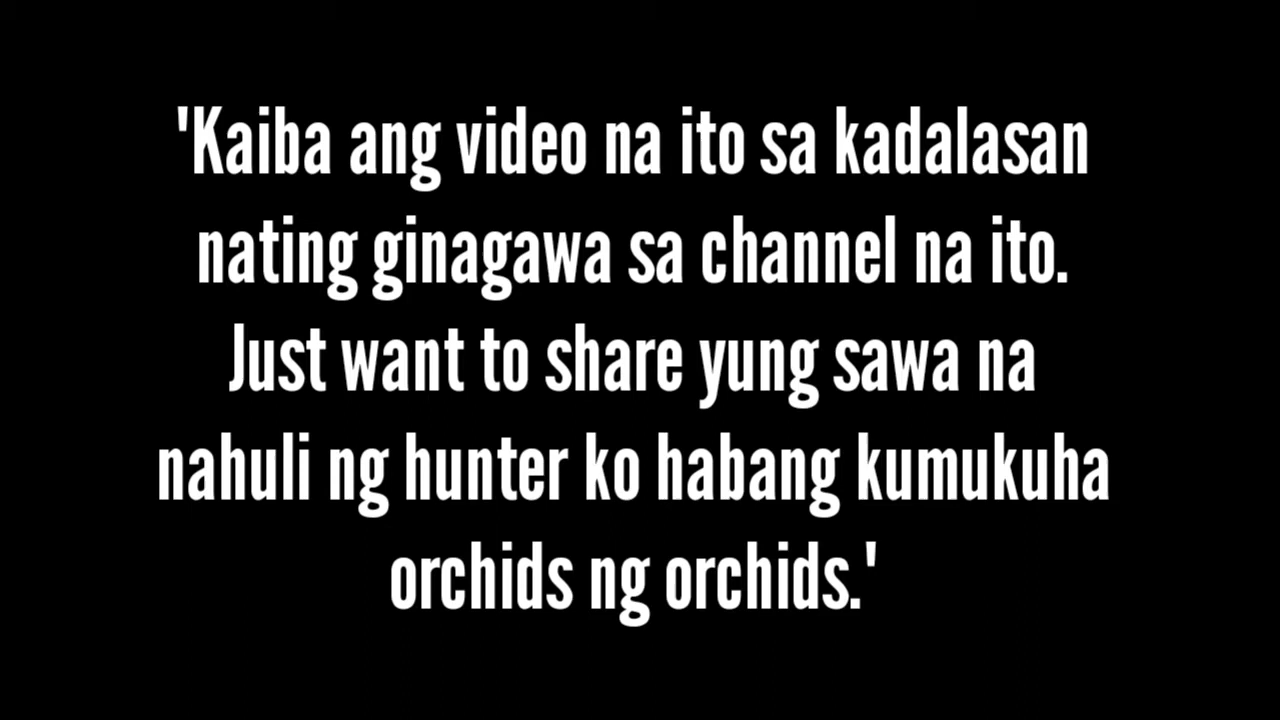 'Kaiba ang video na ito sa kadalasan
nating ginagawa sa channel na ito.
Just want to share yung sawa na
nahuli ng hunter ko habang kumukuha
orchids ng orchids.'